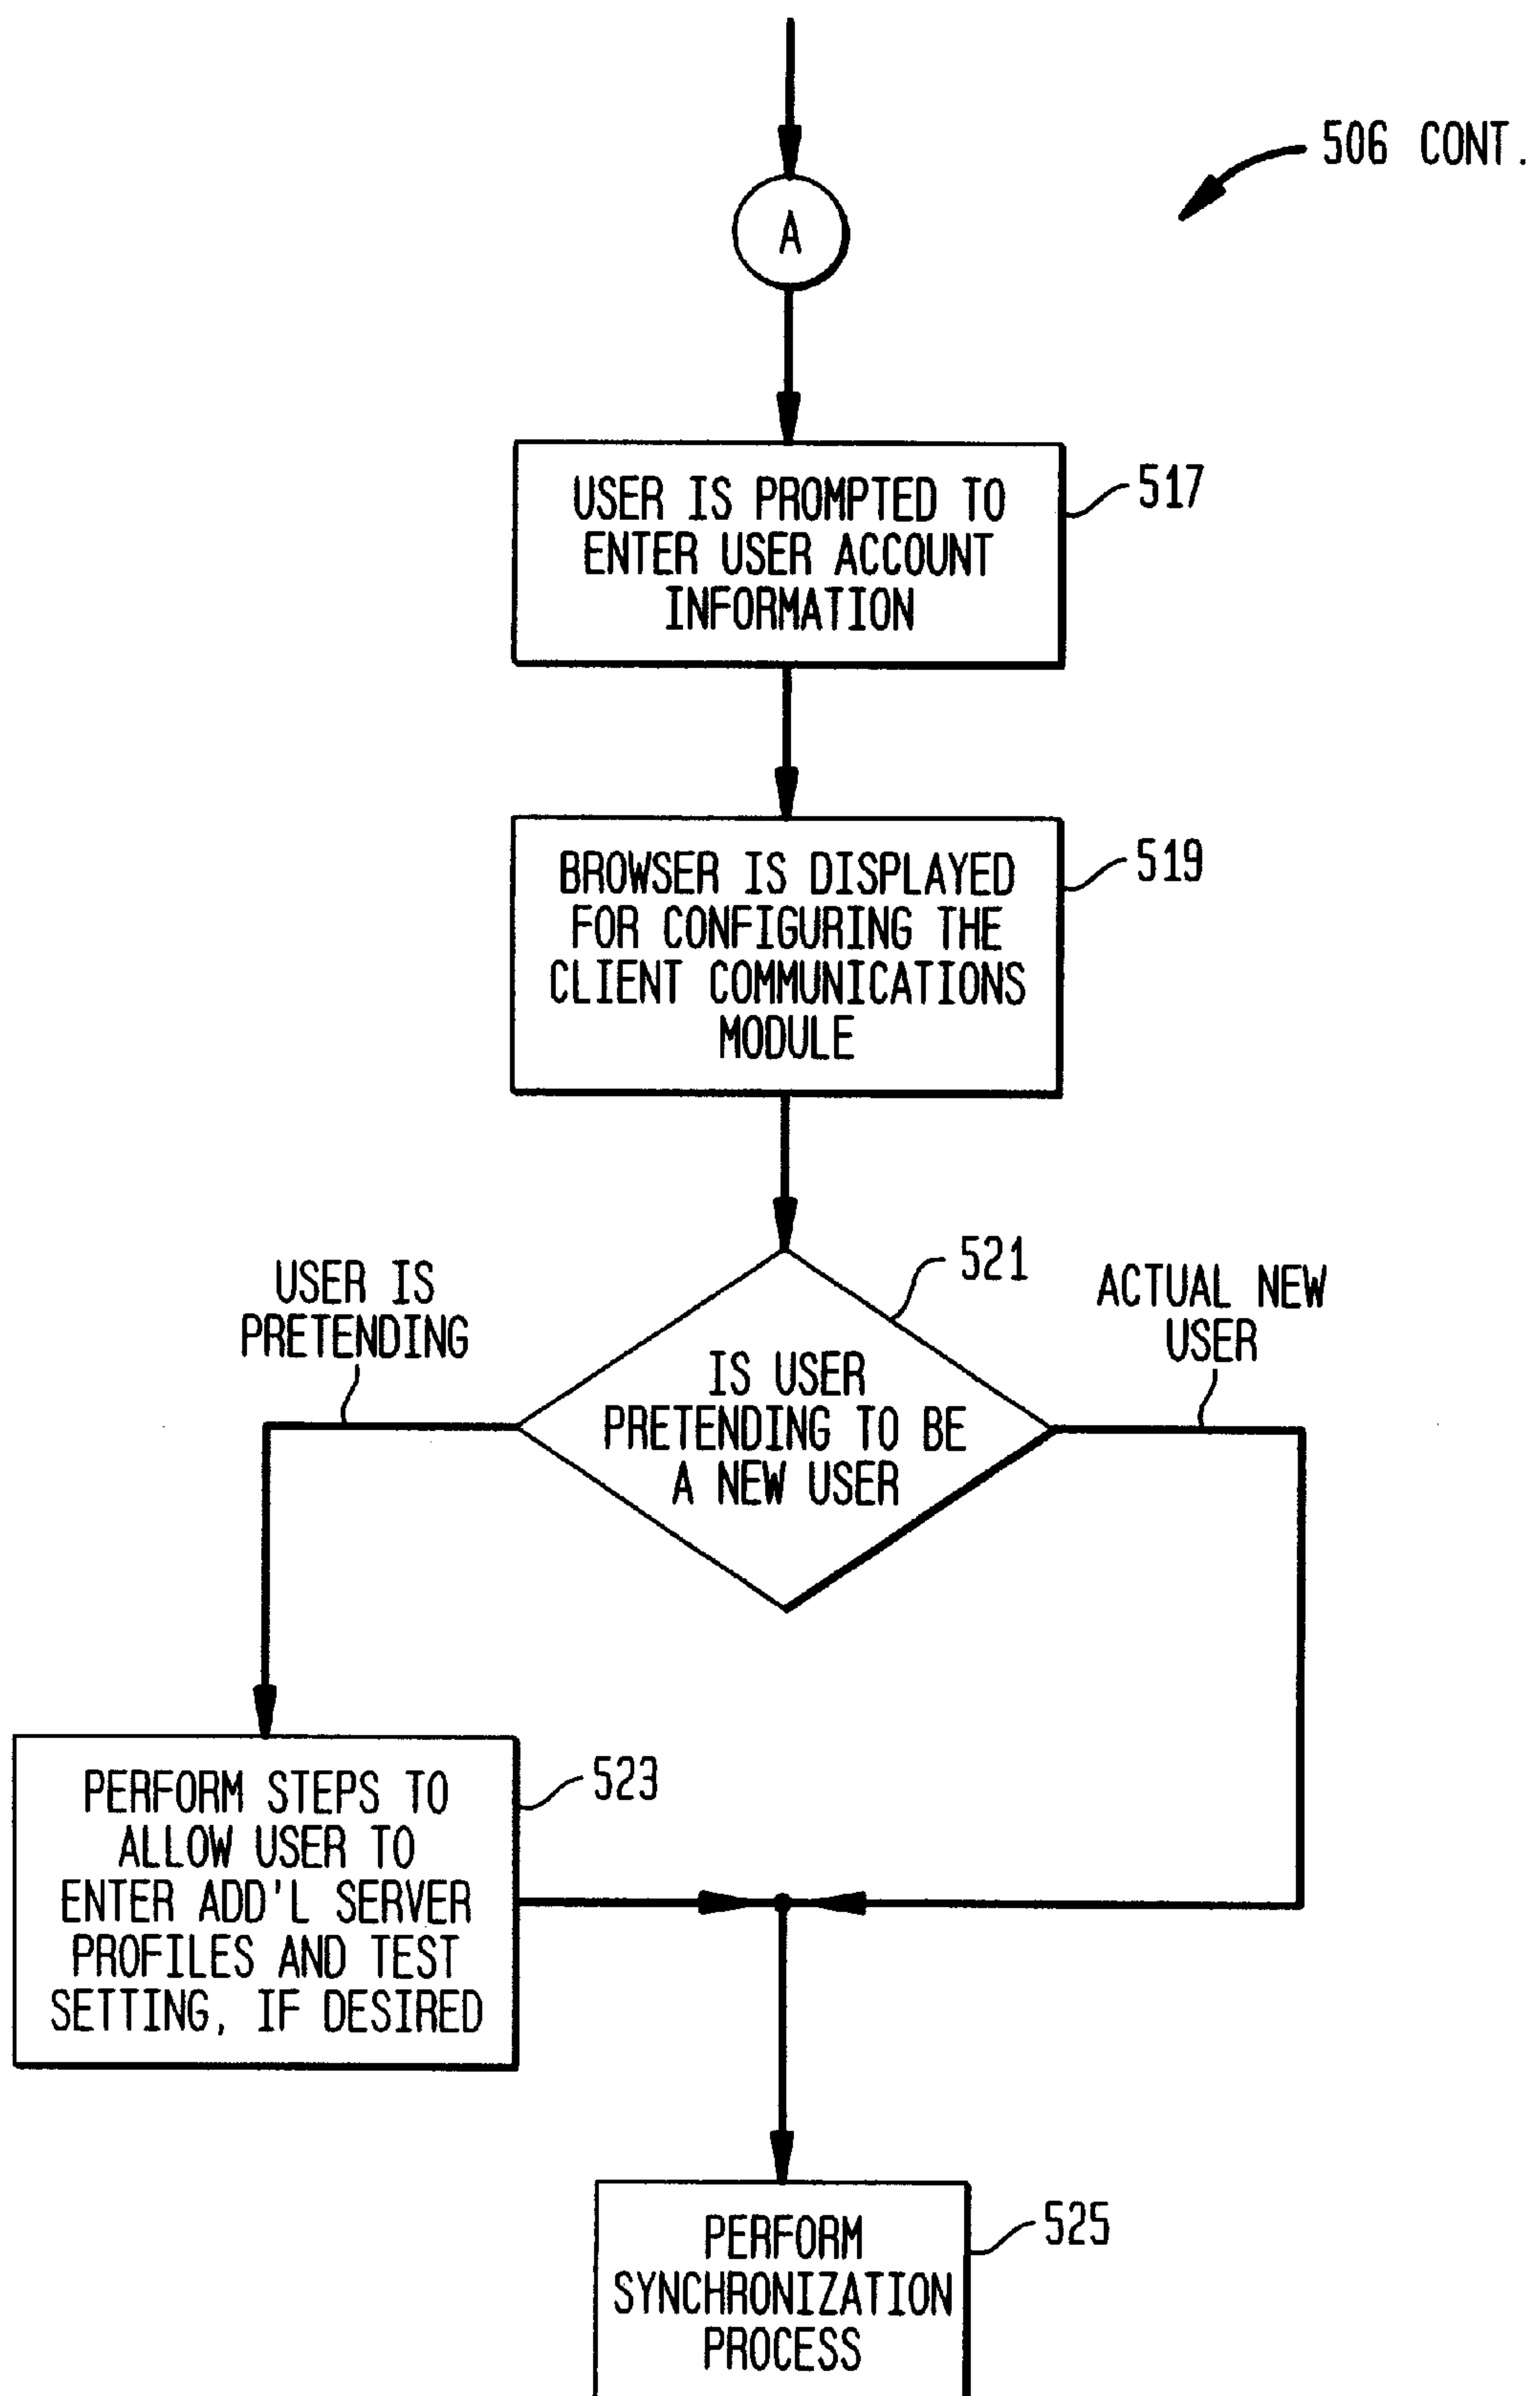 506 CONT.
A
USER IS PROMPTED TO
ENTER USER ACCOUNT
INFORMATION
517
BROWSER IS DISPLAYED
FOR CONFIGURING THE
CLIENT COMMUNICATIONS
MODULE
519
521
USER IS
PRETENDING
ACTUAL NEW
USER
IS USER
PRETENDING TO BE
A NEW USER
PERFORM STEPS TO
ALLOW USER TO
ENTER ADD'L SERVER
PROFILES AND TEST
SETTING, IF DESIRED
523
PERFORM
SYNCHRONIZATION
PROCESS
525